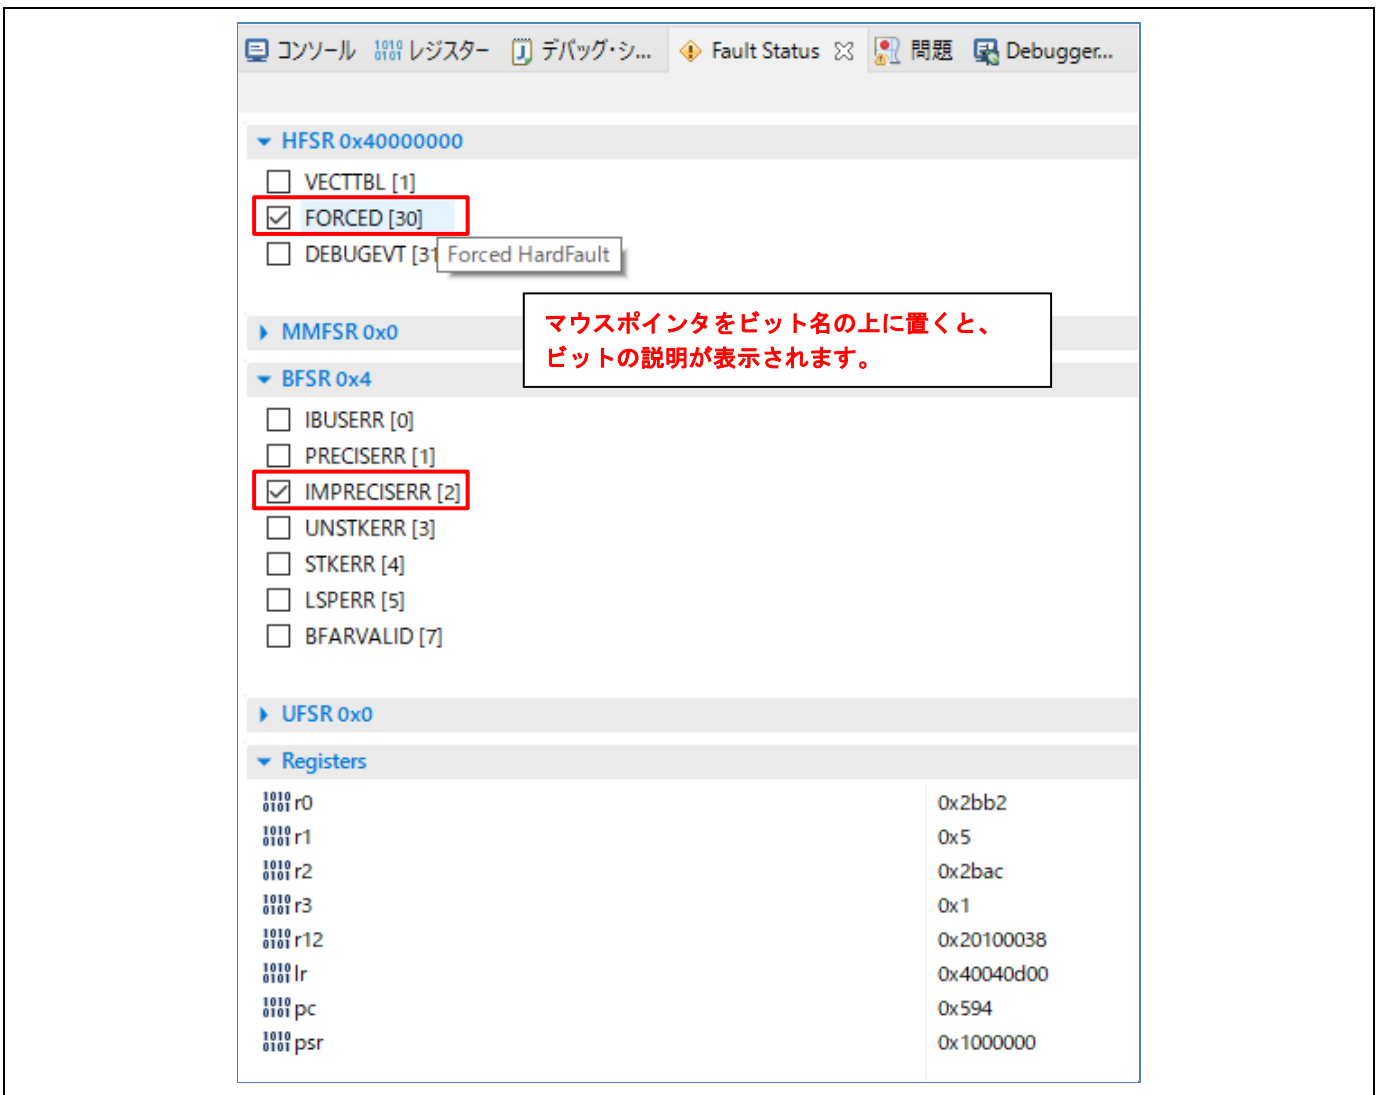 コンソール レジスター デバッグ・シ... Fault Status 問題 Debugger...
HFSR 0x40000000
VECTTBL [1]
FORCED [30]
DEBUGEVT [31
Forced HardFault
マウスポインタをビット名の上に置くと、
ビットの説明が表示されます。
MMFSR 0x0
BFSR 0x4
IBUSERR [0]
PRECISERR [1]
IMPRECISERR [2]
UNSTKERR [3]
STKERR [4]
LSPERR [5]
BFARVALID [7]
UFSR 0x0
Registers
r0 0x2bb2
r1 0x5
r2 0x2bac
r3 0x1
r12 0x20100038
lr 0x40040d00
pc 0x594
psr 0x1000000